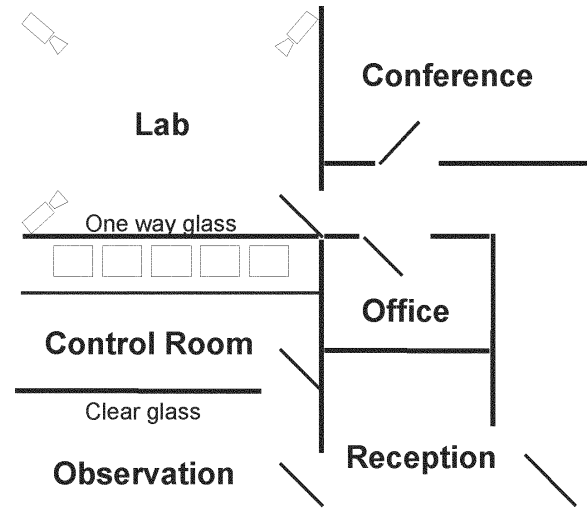 Conference
Lab
One way glass
Office
Control Room
Clear glass
Reception
Observation